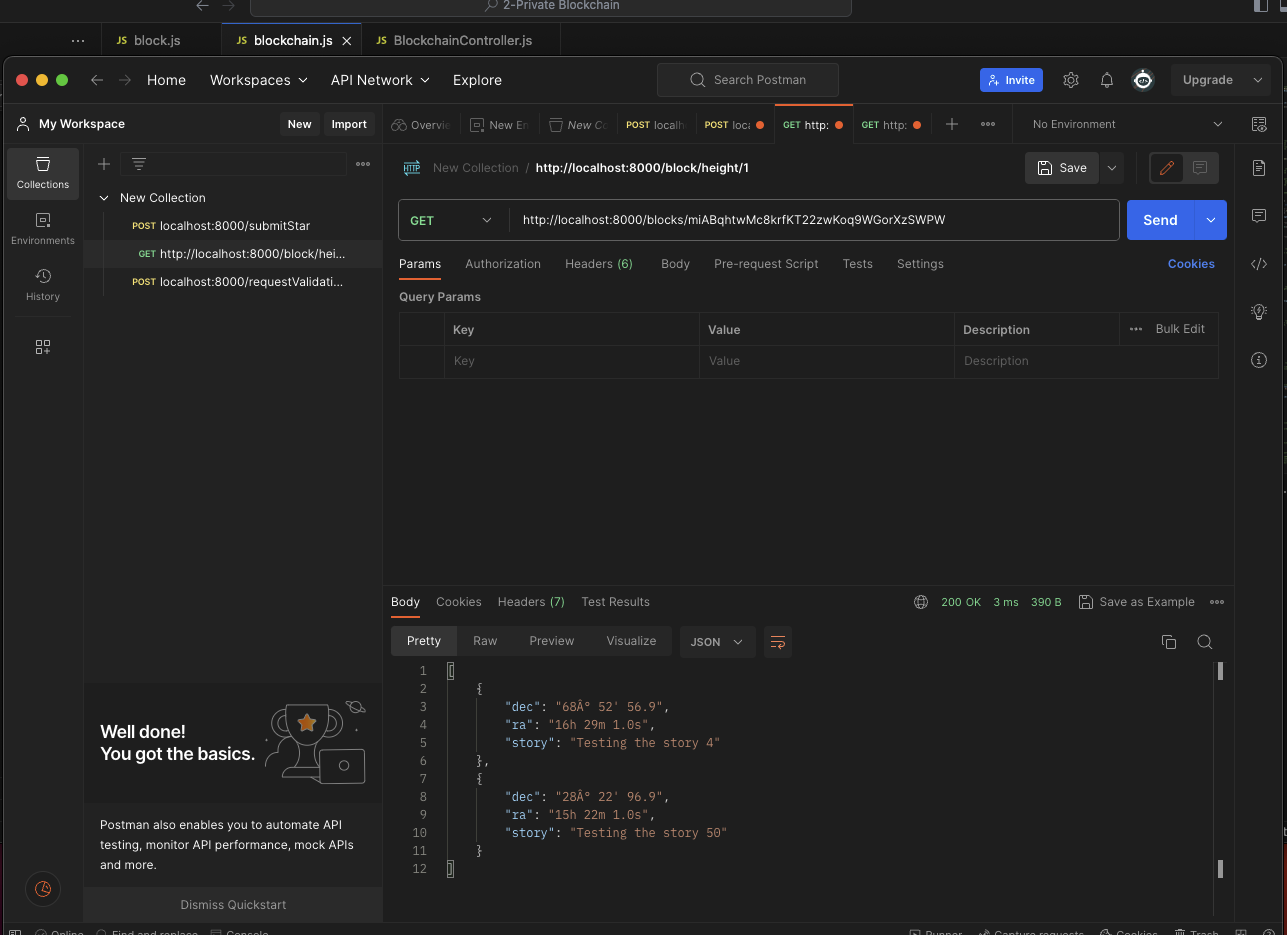 2-Private Blockchain
JS block.js
JS blockchain.js
JS BlockchainController.js
Home
Workspaces
API Network
Explore
Search Postman
Invite
Upgrade
My Workspace
New
Import
Overvie
New En
New Co
POST localh
POST loca
GET http:
GET http:
No Environment
Collections
Environments
History
New Collection
POST localhost:8000/submitStar
GET http://localhost:8000/block/hei...
POST localhost:8000/requestValidati...
New Collection / http://localhost:8000/block/height/1
Save
GET
http://localhost:8000/blocks/miABqhtwMc8krfKT22zwKoq9WGorXzSWPW
Send
Params
Authorization
Headers (6)
Body
Pre-request Script
Tests
Settings
Cookies
Query Params
Key
Value
Description
Bulk Edit
Key
Value
Description
Body
Cookies
Headers (7)
Test Results
200 OK
3 ms
390 B
Save as Example
Pretty
Raw
Preview
Visualize
JSON
1 [
2 {
3 "dec": "68Âº 52' 56.9",
4 "ra": "16h 29m 1.0s",
5 "story": "Testing the story 4"
6 },
7 {
8 "dec": "28Âº 22' 96.9",
9 "ra": "15h 22m 1.0s",
10 "story": "Testing the story 50"
11 }
12 ]
Well done!
You got the basics.
Postman also enables you to automate API
testing, monitor API performance, mock APIs
and more.
Dismiss Quickstart
Online
Find and replace
Console
Runner
Capture requests
Cookies
Trash